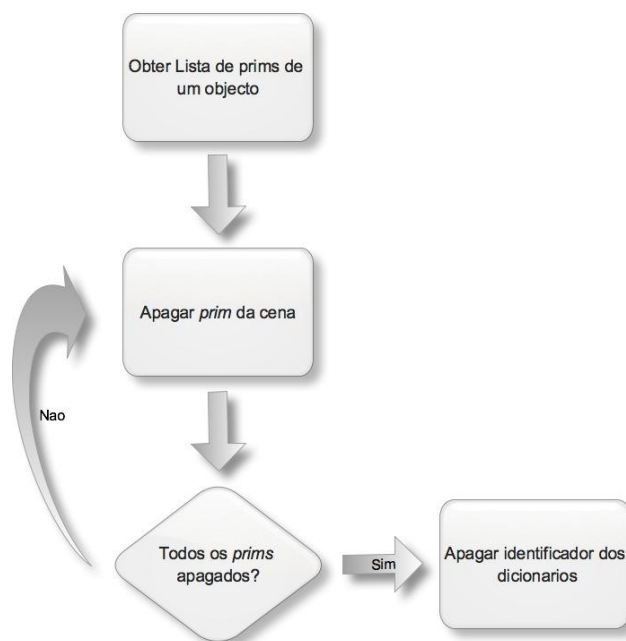 Obter Lista de prims de
um objecto
Apagar prim da cena
Nao
Todos os prims
apagados?
Sim
Apagar identificador dos
dicionarios